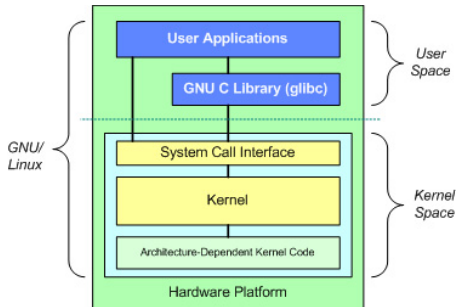 User Applications
GNU C Library (glibc)
User
Space
GNU/
Linux
System Call Interface
Kernel
Architecture-Dependent Kernel Code
Kernel
Space
Hardware Platform